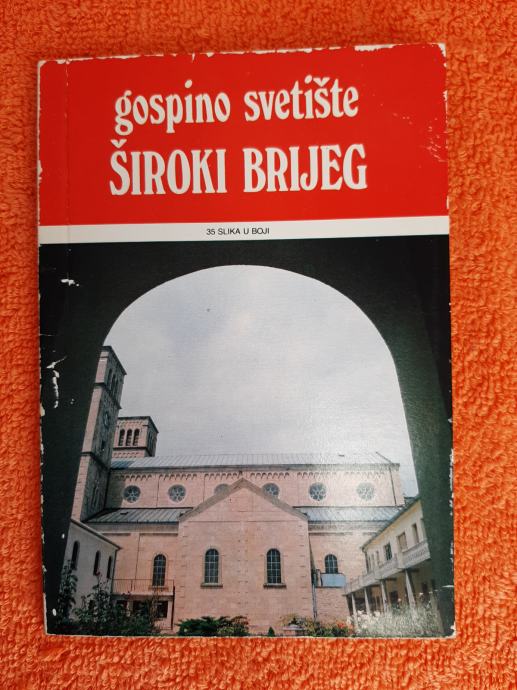 gospino svetište
ŠIROKI BRIJEG
35 SLIKA U BOJI